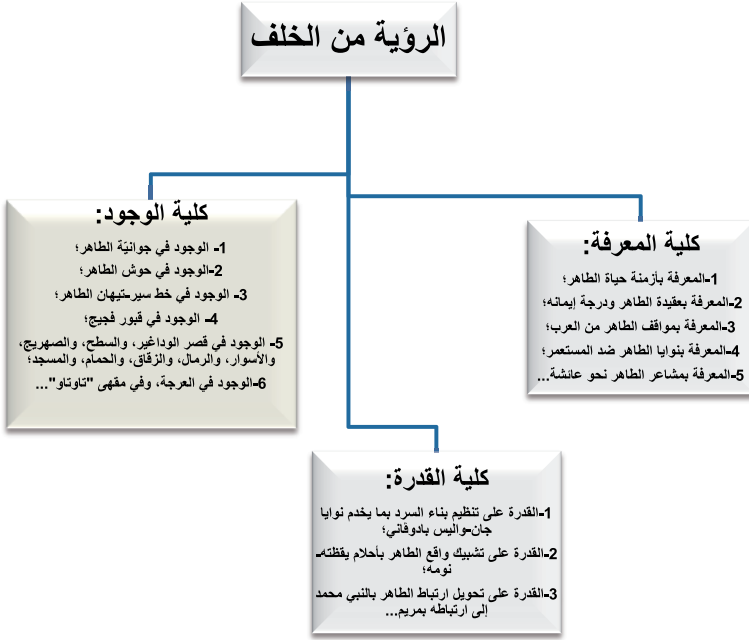 الرؤية من الخلف
كلية المعرفة:
1-المعرفة بأزمنة حياة الطاهر؛
2-المعرفة بعقيدة الطاهر ودرجة إيمانه؛
3-المعرفة بمواقف الطاهر من العرب؛
4-المعرفة بنوايا الطاهر ضد المستعمر؛
5-المعرفة بمشاعر الطاهر نحو عائشة...
كلية القدرة:
1-القدرة على تنظيم بناء السرد بما يخدم نوايا
جان-واليس بادوفاني؛
2-القدرة على تشبيك واقع الطاهر بأحلام يقظته-
نومه؛
3-القدرة على تحويل ارتباط الطاهر بالنبي محمد
إلى ارتباطه بمريم...
كلية الوجود:
1- الوجود في جوانيّة الطاهر؛
2-الوجود في حوش الطاهر؛
3- الوجود في خط سير-تيهان الطاهر؛
4- الوجود في قبور فجيج؛
5- الوجود في قصر الوداغير، والسطح، والصهريج،
والأسوار، والرمال، والزقاق، والحمام، والمسجد؛
6-الوجود في العرجة، وفي مقهى "تاوتاو"...